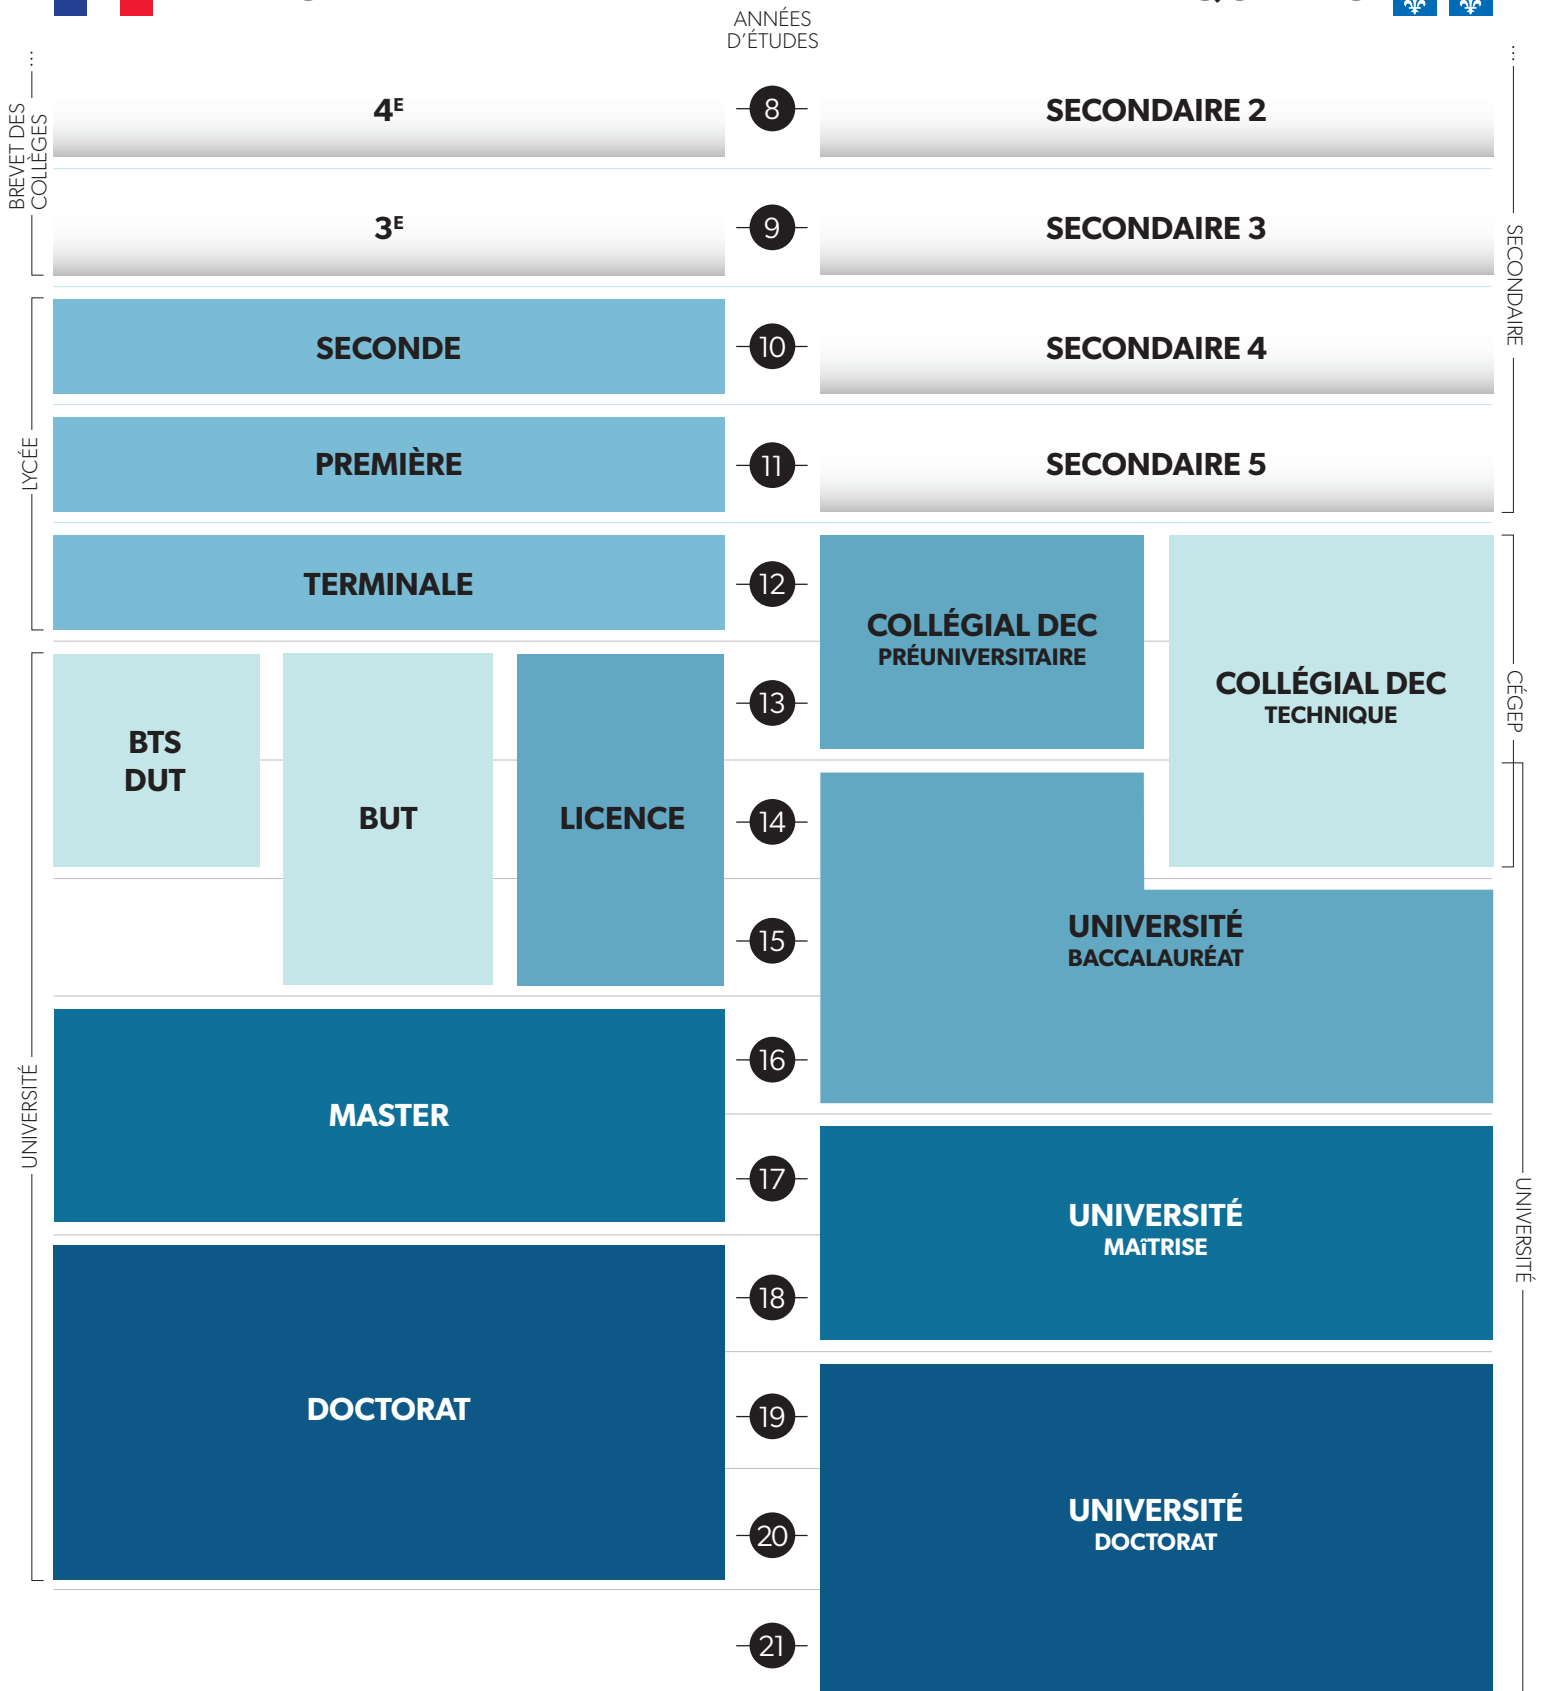 ANNÉES
D'ÉTUDES
...
...
BREVET DES
COLLÈGES
4E
8
SECONDAIRE 2
3E
9
SECONDAIRE 3
SECONDAIRE
SECONDE
10
SECONDAIRE 4
LYCÉE
PREMIÈRE
11
SECONDAIRE 5
TERMINALE
12
COLLÉGIAL DEC
PRÉUNIVERSITAIRE
COLLÉGIAL DEC
TECHNIQUE
CÉGEP
13
BTS
DUT
BUT
LICENCE
14
15
UNIVERSITÉ
BACCALAURÉAT
UNIVERSITÉ
16
MASTER
17
UNIVERSITÉ
MAîTRISE
UNIVERSITÉ
18
DOCTORAT
19
20
UNIVERSITÉ
DOCTORAT
21